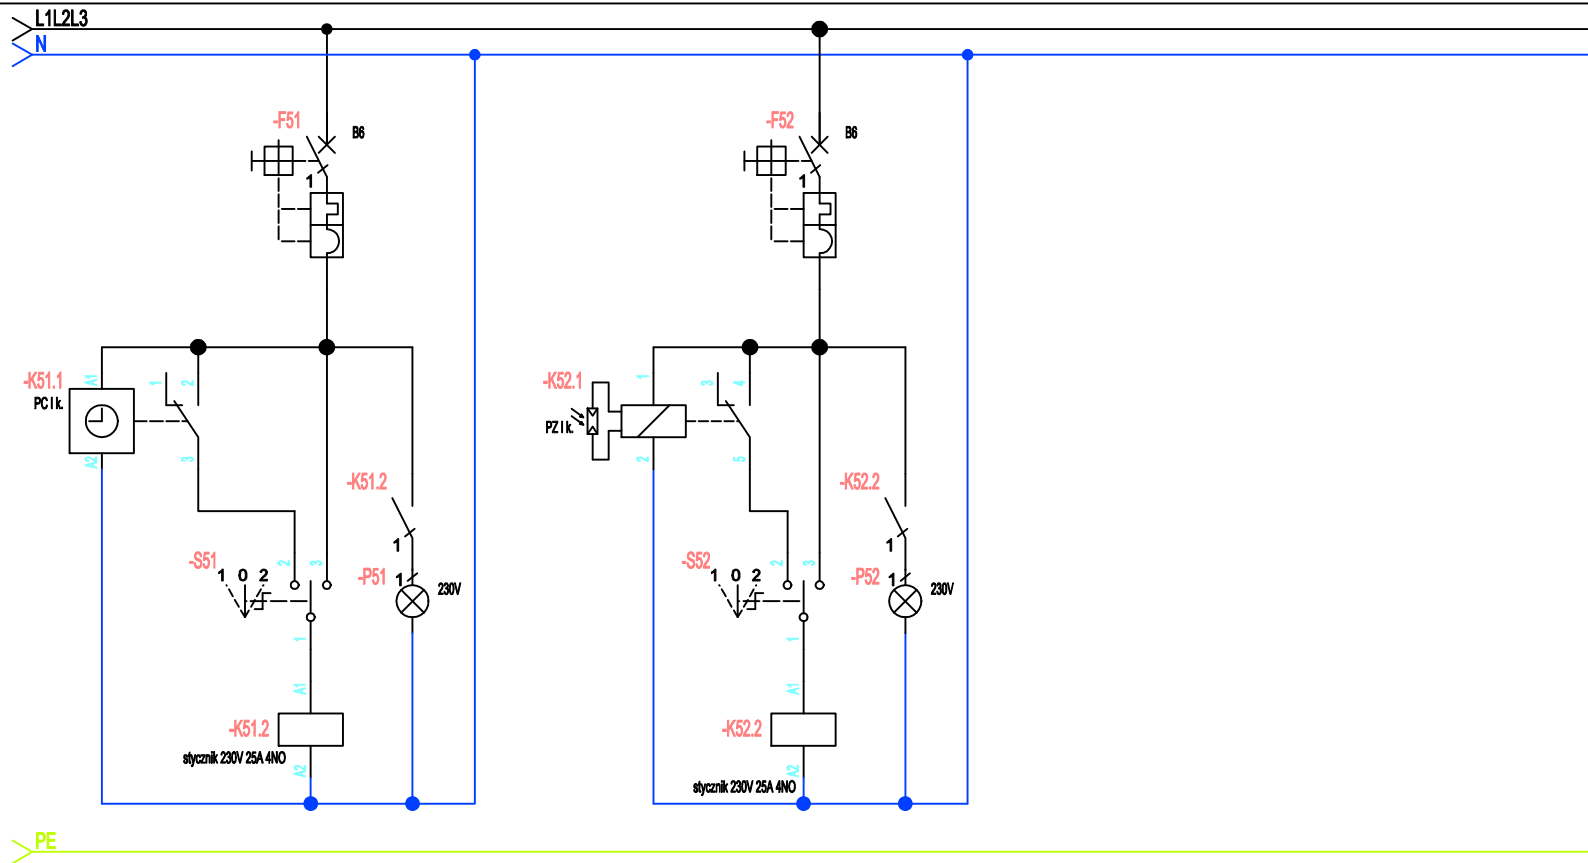 L1L2L3
N
-F51
B6
1
-F52
B6
1
-K51.1
PC I k.
A1
A2
1
2
3
-K52.1
PZ I k.
1
2
3
4
5
-K51.2
1
-K52.2
1
-S51
1 0 2
2
3
1
-P51
1
230V
-S52
1 0 2
2
3
1
-P52
1
230V
A1
-K51.2
stycznik 230V 25A 4NO
A2
A1
-K52.2
stycznik 230V 25A 4NO
A2
PE